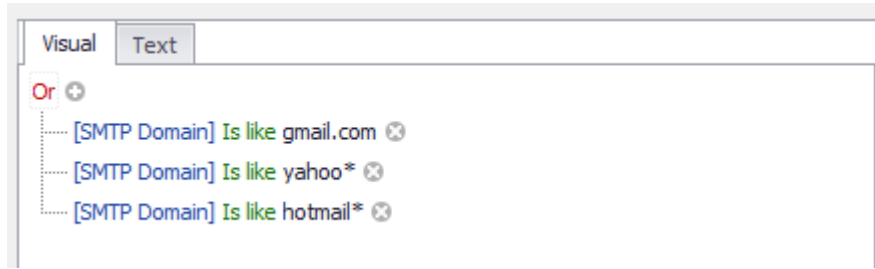 Visual Text
Or
[SMTP Domain] Is like gmail.com
[SMTP Domain] Is like yahoo*
[SMTP Domain] Is like hotmail*